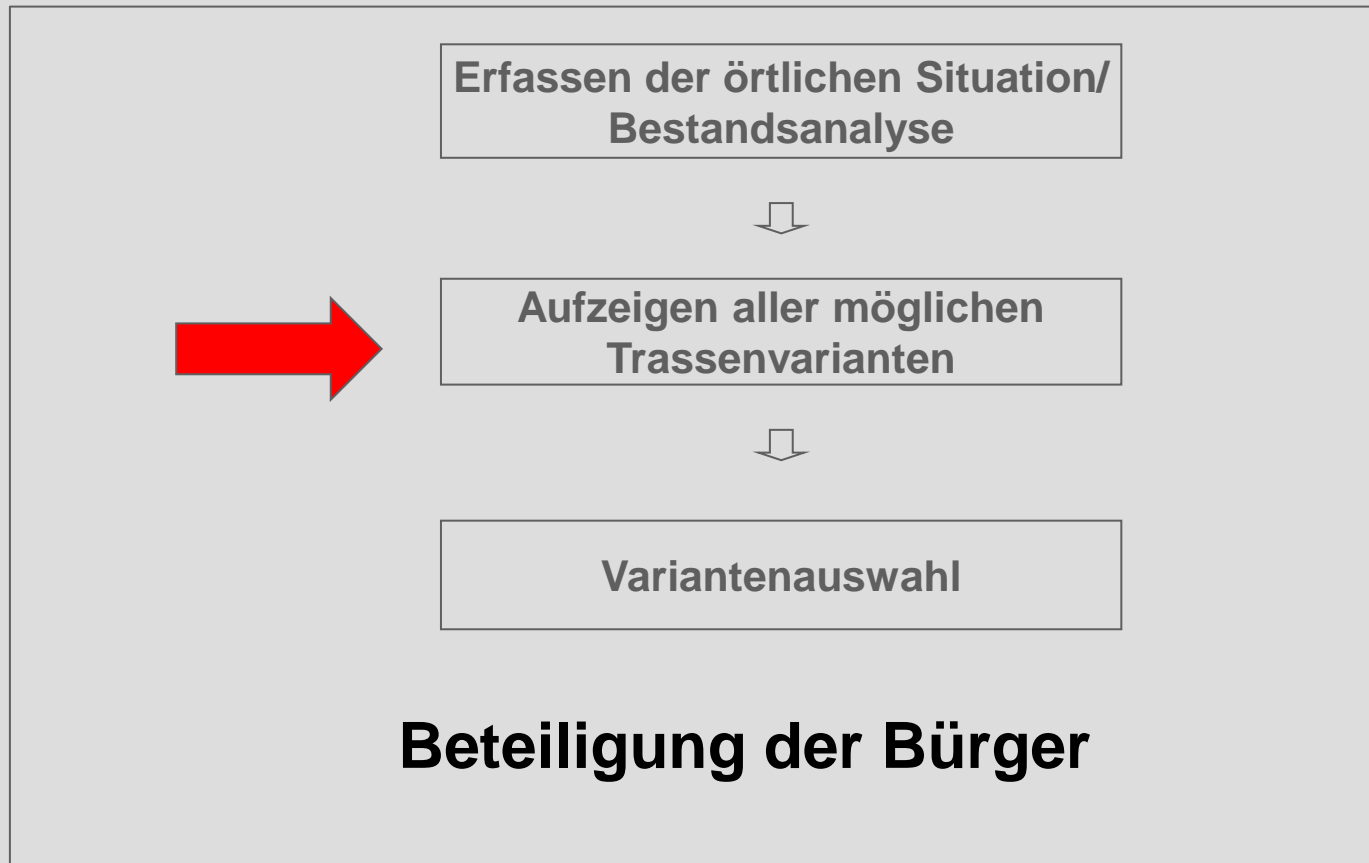 Erfassen der örtlichen Situation/
Bestandsanalyse
Aufzeigen aller möglichen
Trassenvarianten
Variantenauswahl
Beteiligung der Bürger